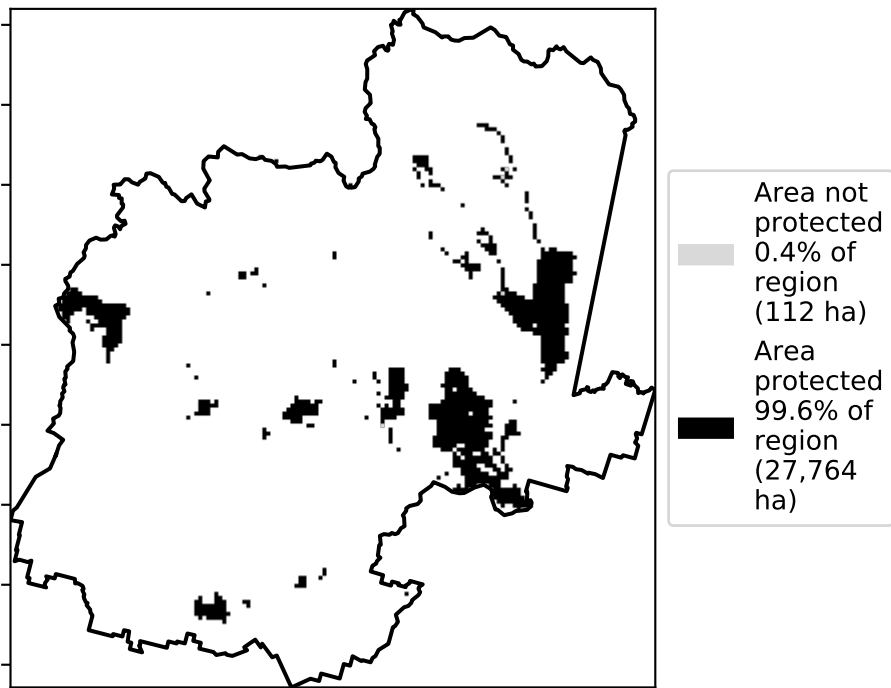 Area not
protected
0.4% of
region
(112 ha)
Area
protected
99.6% of
region
(27,764
ha)